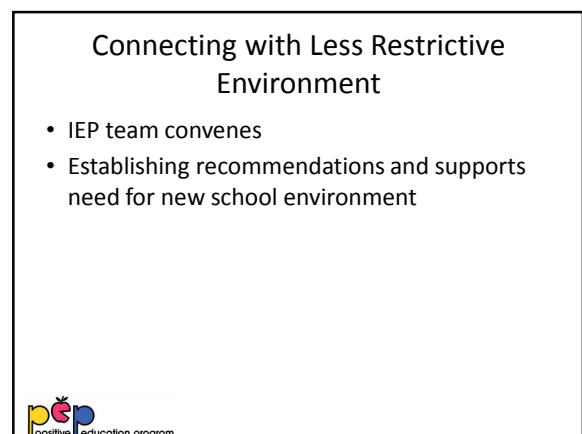 Connecting with Less Restrictive
Environment
• IEP team convenes
• Establishing recommendations and supports
need for new school environment
pep
positive education program